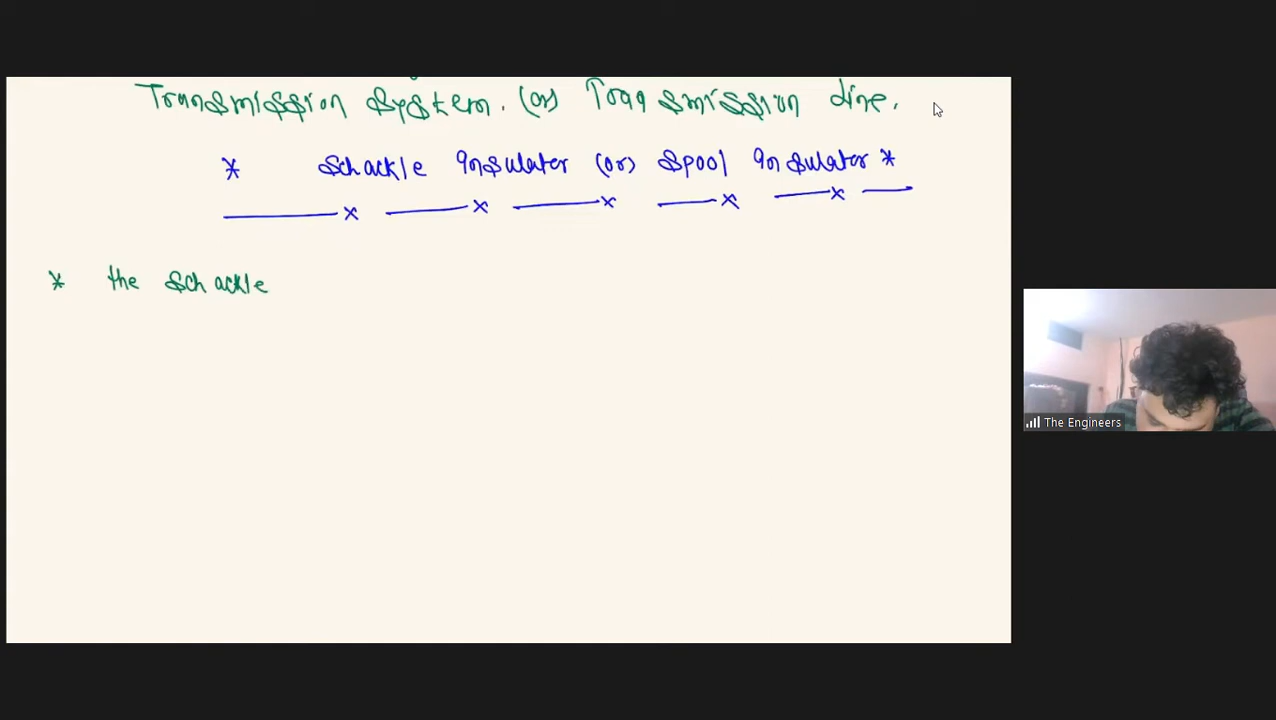 Transmission System. (or) Transmission line.
* Schackle Insulator (or) Spool Insulator *
* the Schackle
The Engineers